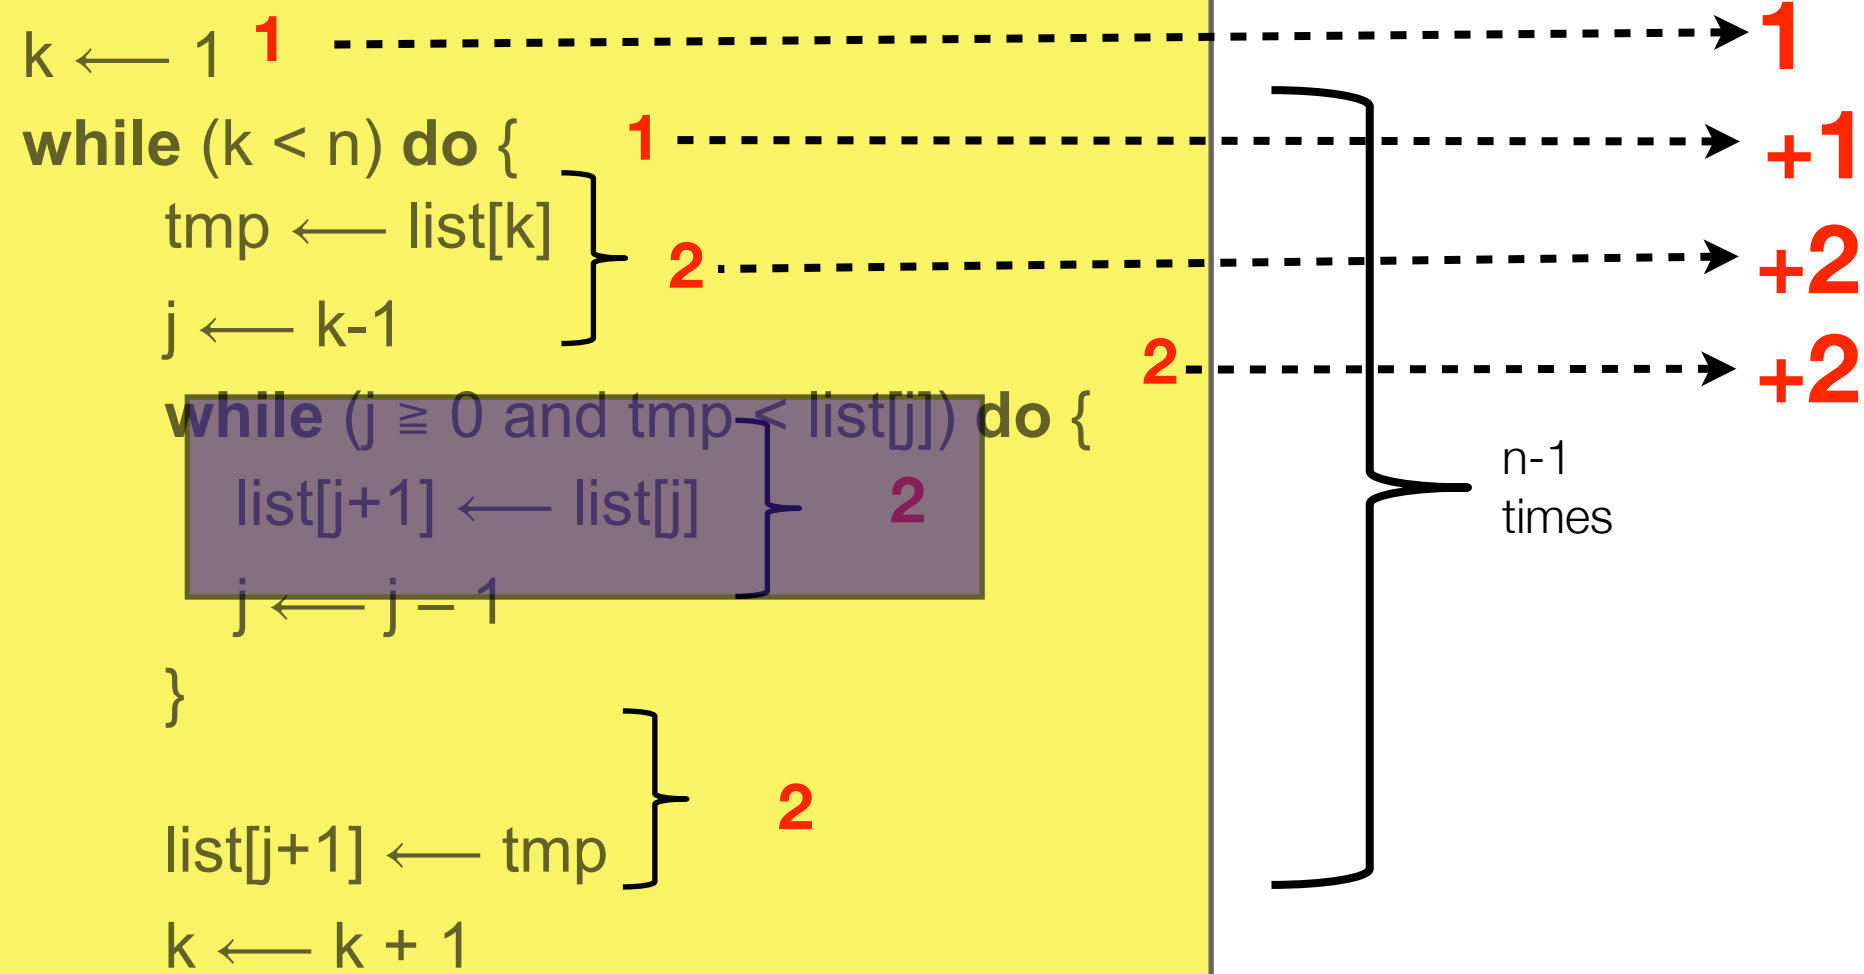 k ⟵ 1 1 1
while (k < n) do { 1 +1
tmp ⟵ list[k]
2 +2
j ⟵ k-1
2 +2
while (j ≧ 0 and tmp < list[j]) do {
n-1
list[j+1] ⟵ list[j] 2
times
j ⟵ j – 1
}
2
list[j+1] ⟵ tmp
k ⟵ k + 1